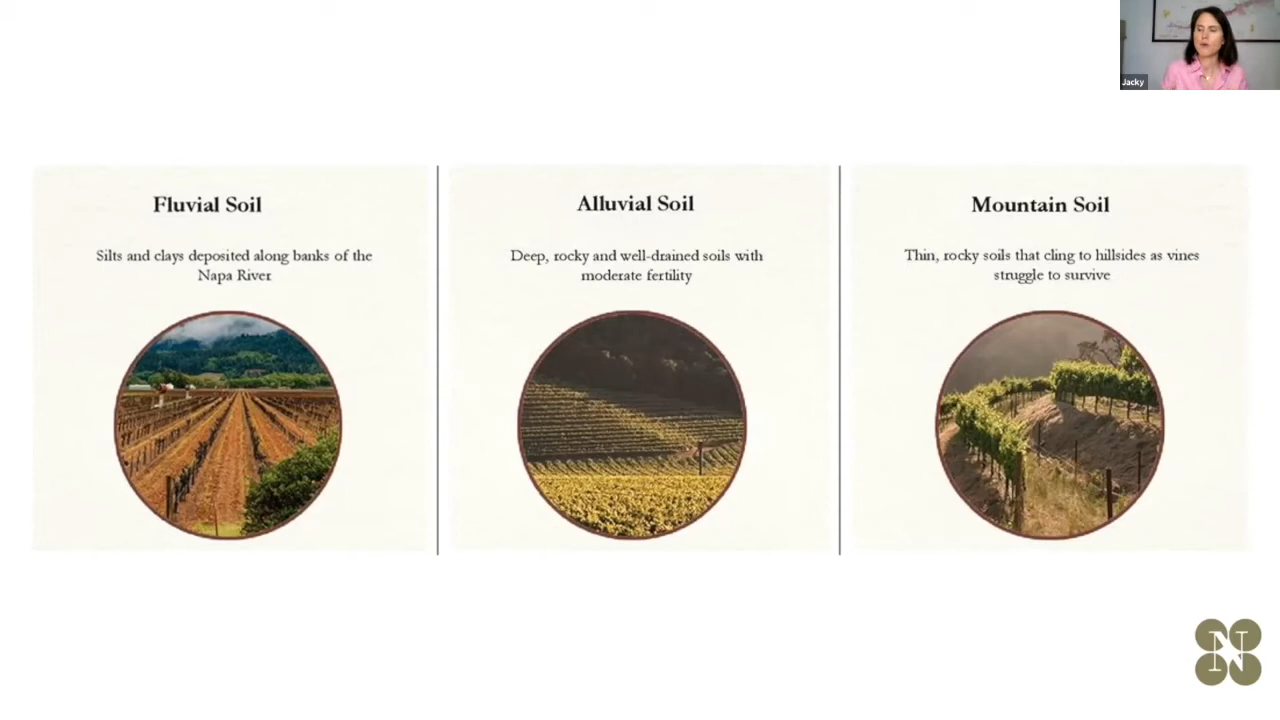 Jacky
Fluvial Soil
Silts and clays deposited along banks of the
Napa River
Alluvial Soil
Deep, rocky and well-drained soils with
moderate fertility
Mountain Soil
Thin, rocky soils that cling to hillsides as vines
struggle to survive
N